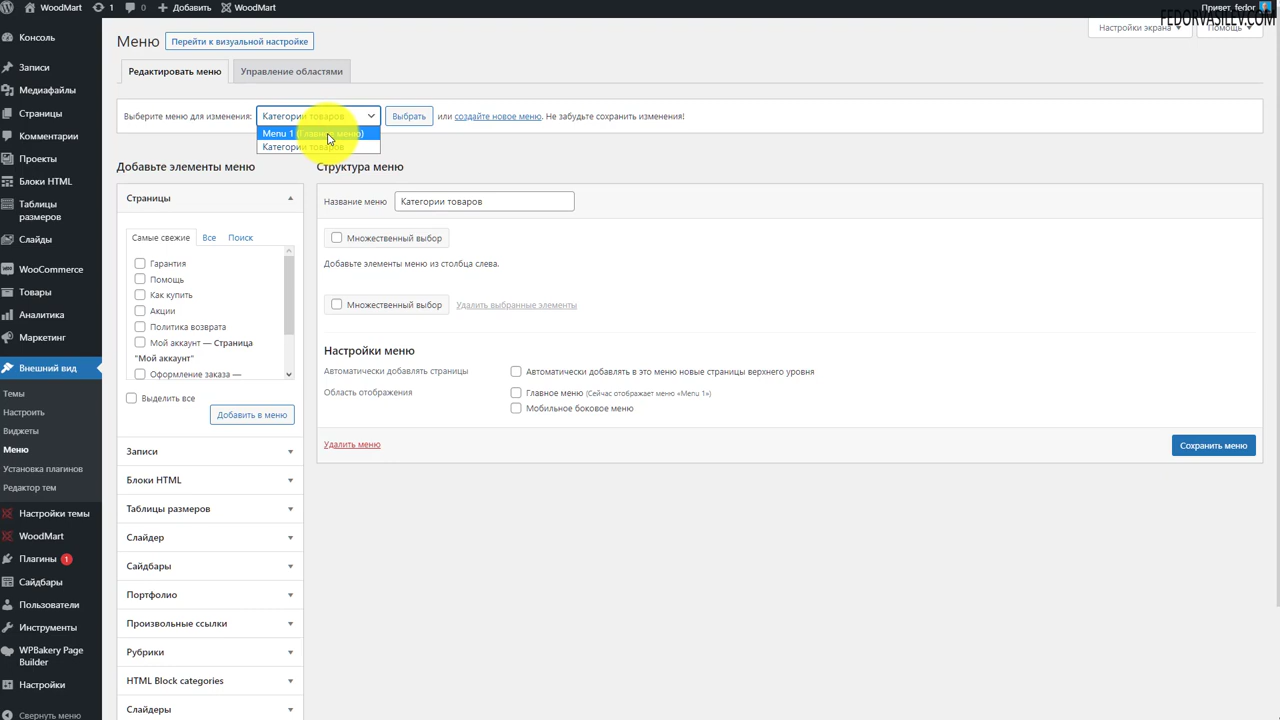 WoodMart 1 0 WoodMart Привет, fedor
FEDORVASILEV.COM
Консоль
Записи
Медиафайлы
Страницы
Комментарии
Проекты
Блоки HTML
Таблицы
размеров
Слайды
WooCommerce
Товары
Аналитика
Маркетинг
Внешний вид
Темы
Настроить
Виджеты
Меню
Установка плагинов
Редактор тем
Настройки темы
WoodMart
Плагины 1
Сайдбары
Пользователи
Инструменты
WPBakery Page
Builder
Настройки
Свернуть меню
Настройки экрана Помощь
Меню Перейти к визуальной настройке
Редактировать меню Управление областями
Выберите меню для изменения: Категории товаров Выбрать или создайте новое меню. Не забудьте сохранить изменения!
Menu 1 (Главное меню)
Категории товаров
Добавьте элементы меню
Страницы
Самые свежие Все Поиск
Гарантия
Помощь
Как купить
Акции
Политика возврата
Мой аккаунт — Страница
"Мой аккаунт"
Оформление заказа —
Выделить все
Добавить в меню
Записи
Блоки HTML
Таблицы размеров
Слайдер
Сайдбары
Портфолио
Произвольные ссылки
Рубрики
HTML Block categories
Слайдеры
Структура меню
Название меню Категории товаров
Множественный выбор
Добавьте элементы меню из столбца слева.
Множественный выбор Удалить выбранные элементы
Настройки меню
Автоматически добавлять страницы Автоматически добавлять в это меню новые страницы верхнего уровня
Область отображения Главное меню (Сейчас отображает меню «Menu 1»)
Мобильное боковое меню
Удалить меню Сохранить меню